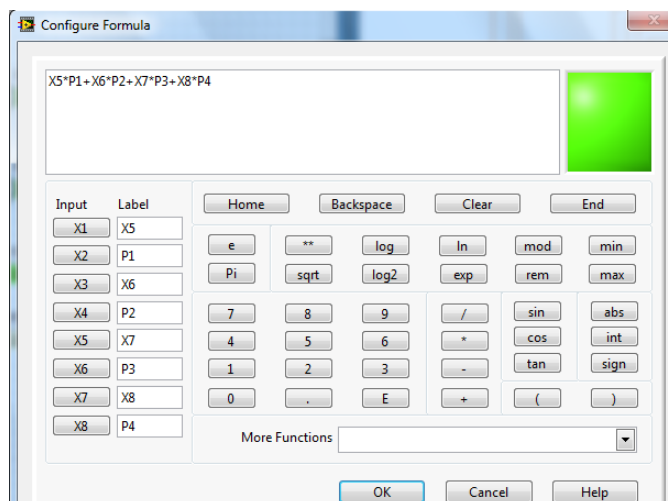 Configure Formula
X5*P1+X6*P2+X7*P3+X8*P4
Input Label
X1 X5
X2 P1
X3 X6
X4 P2
X5 X7
X6 P3
X7 X8
X8 P4
Home Backspace Clear End
e ** log ln mod min
Pi sqrt log2 exp rem max
7 8 9 / sin abs
4 5 6 * cos int
1 2 3 - tan sign
0 . E + ( )
More Functions
OK Cancel Help